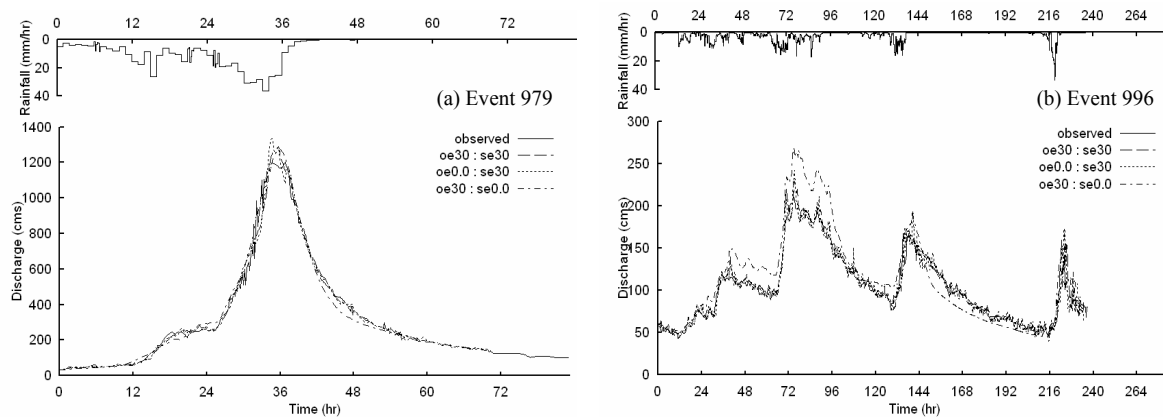 0 12 24 36 48 60 72
Rainfall (mm/hr)
0
20
40
(a) Event 979
Discharge (cms)
1400
1200
1000
800
600
400
200
0
observed
oe30 : se30
oe0.0 : se30
oe30 : se0.0
0 12 24 36 48 60 72
Time (hr)
0 24 48 72 96 120 144 168 192 216 240 264
Rainfall (mm/hr)
0
20
40
60
(b) Event 996
Discharge (cms)
300
250
200
150
100
50
0
observed
oe30 : se30
oe0.0 : se30
oe30 : se0.0
0 24 48 72 96 120 144 168 192 216 240 264
Time (hr)